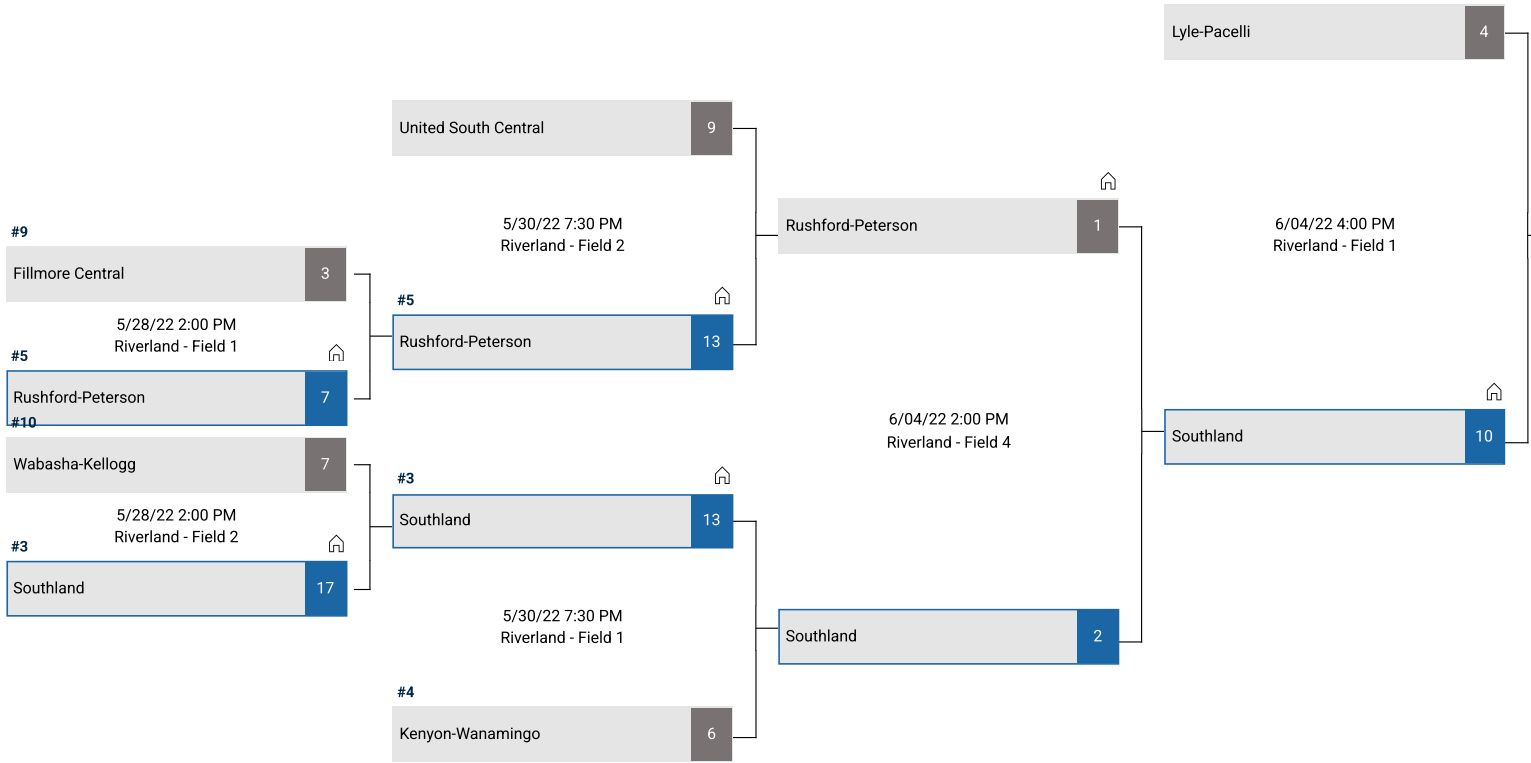 #9
Fillmore Central
3
5/28/22 2:00 PM
Riverland - Field 1
#5
Rushford-Peterson
7
#10
Wabasha-Kellogg
7
5/28/22 2:00 PM
Riverland - Field 2
#3
Southland
17
United South Central
9
5/30/22 7:30 PM
Riverland - Field 2
#5
Rushford-Peterson
13
#3
Southland
13
5/30/22 7:30 PM
Riverland - Field 1
#4
Kenyon-Wanamingo
6
Rushford-Peterson
1
6/04/22 2:00 PM
Riverland - Field 4
Southland
2
Lyle-Pacelli
4
6/04/22 4:00 PM
Riverland - Field 1
Southland
10